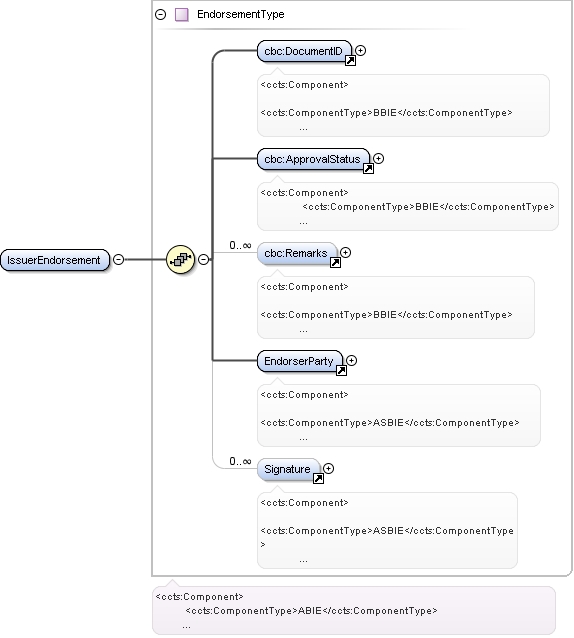 EndorsementType
cbc:DocumentID
<ccts:Component>
<ccts:ComponentType>BBIE</ccts:ComponentType>
...
cbc:ApprovalStatus
<ccts:Component>
<ccts:ComponentType>BBIE</ccts:ComponentType>
...
IssuerEndorsement
0..∞
cbc:Remarks
<ccts:Component>
<ccts:ComponentType>BBIE</ccts:ComponentType>
...
EndorserParty
<ccts:Component>
<ccts:ComponentType>ASBIE</ccts:ComponentType>
...
0..∞
Signature
<ccts:Component>
<ccts:ComponentType>ASBIE</ccts:ComponentType
>
...
<ccts:Component>
<ccts:ComponentType>ABIE</ccts:ComponentType>
...